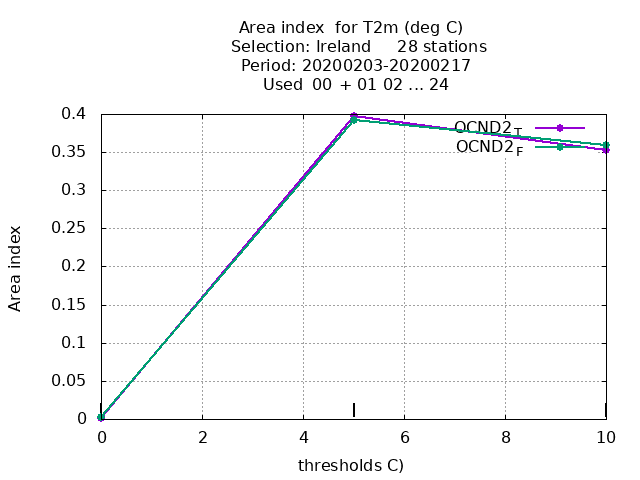 Area index  for T2m (deg C)
Selection: Ireland     28 stations
Period: 20200203-20200217
Used  00 + 01 02 ... 24
0.4
0.35
0.3
0.25
0.2
0.15
0.1
0.05
0
Area index
OCND2_T
OCND2_F
0 2 4 6 8 10
thresholds C)